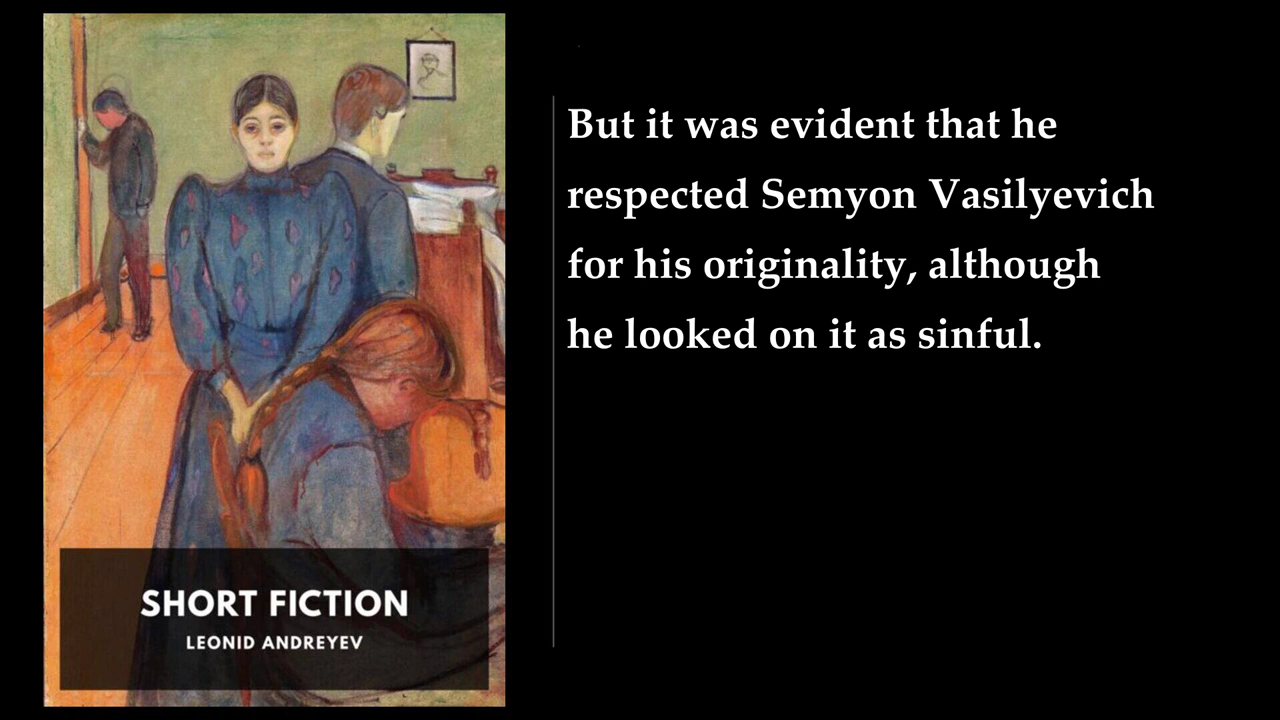 SHORT FICTION
LEONID ANDREYEV
But it was evident that he
respected Semyon Vasilyevich
for his originality, although
he looked on it as sinful.